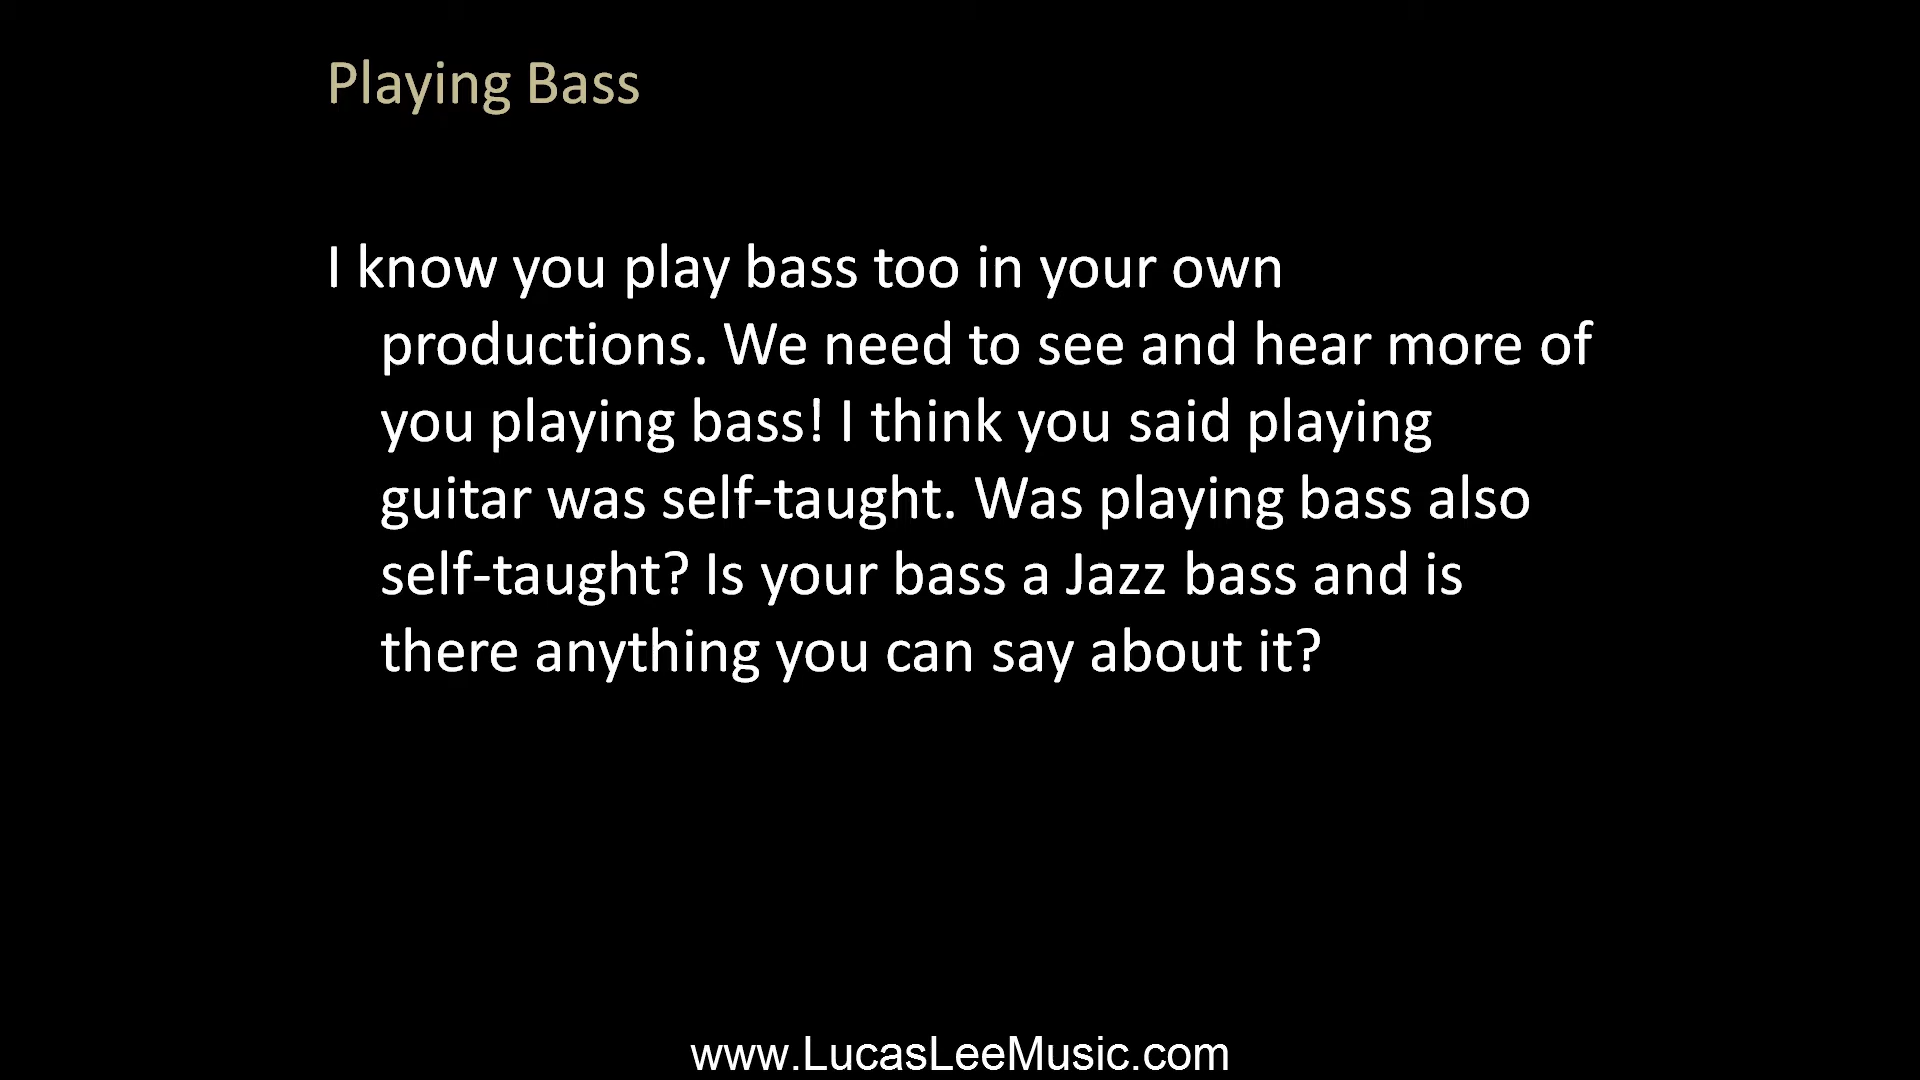 Playing Bass
I know you play bass too in your own
productions. We need to see and hear more of
you playing bass! I think you said playing
guitar was self-taught. Was playing bass also
self-taught? Is your bass a Jazz bass and is
there anything you can say about it?
www.LucasLeeMusic.com